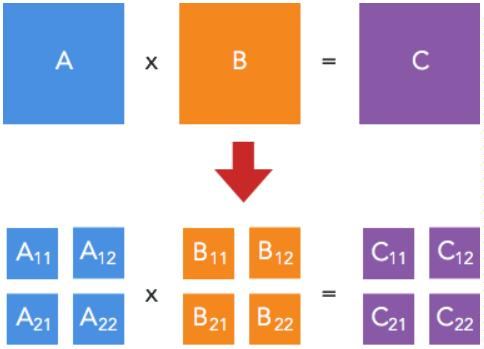 A x B = C
A₁₁ A₁₂ B₁₁ B₁₂ C₁₁ C₁₂
x =
A₂₁ A₂₂ B₂₁ B₂₂ C₂₁ C₂₂